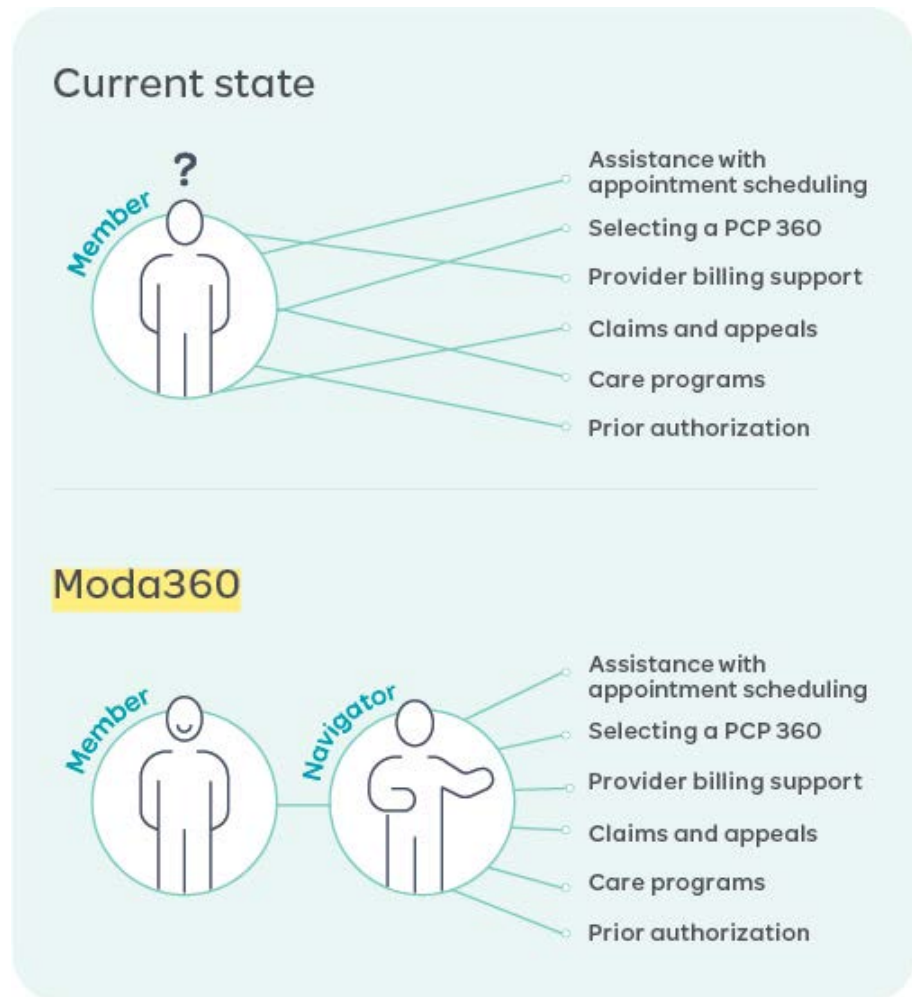 Current state
?
Member
Assistance with
appointment scheduling
Selecting a PCP 360
Provider billing support
Claims and appeals
Care programs
Prior authorization
Moda360
Member
Navigator
Assistance with
appointment scheduling
Selecting a PCP 360
Provider billing support
Claims and appeals
Care programs
Prior authorization